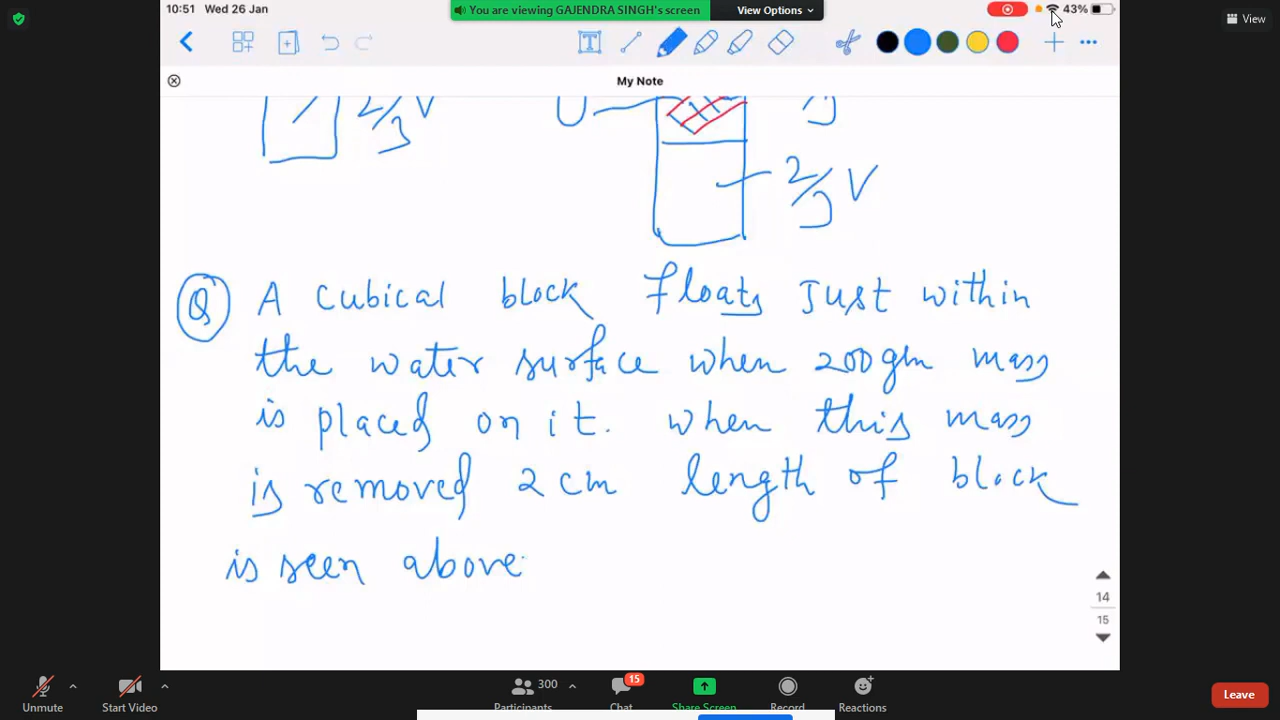 10:51 Wed 26 Jan
You are viewing GAJENDRA SINGH's screen
View Options
43%
View
My Note
2/3 V
2/3 V
Q A cubical block floats Just within
the water surface when 200 gm mass
is placed on it. when this mass
is removed 2 cm length of block
is seen above
14
15
Unmute
Start Video
300
Participants
15
Chat
Share Screen
Record
Reactions
Leave